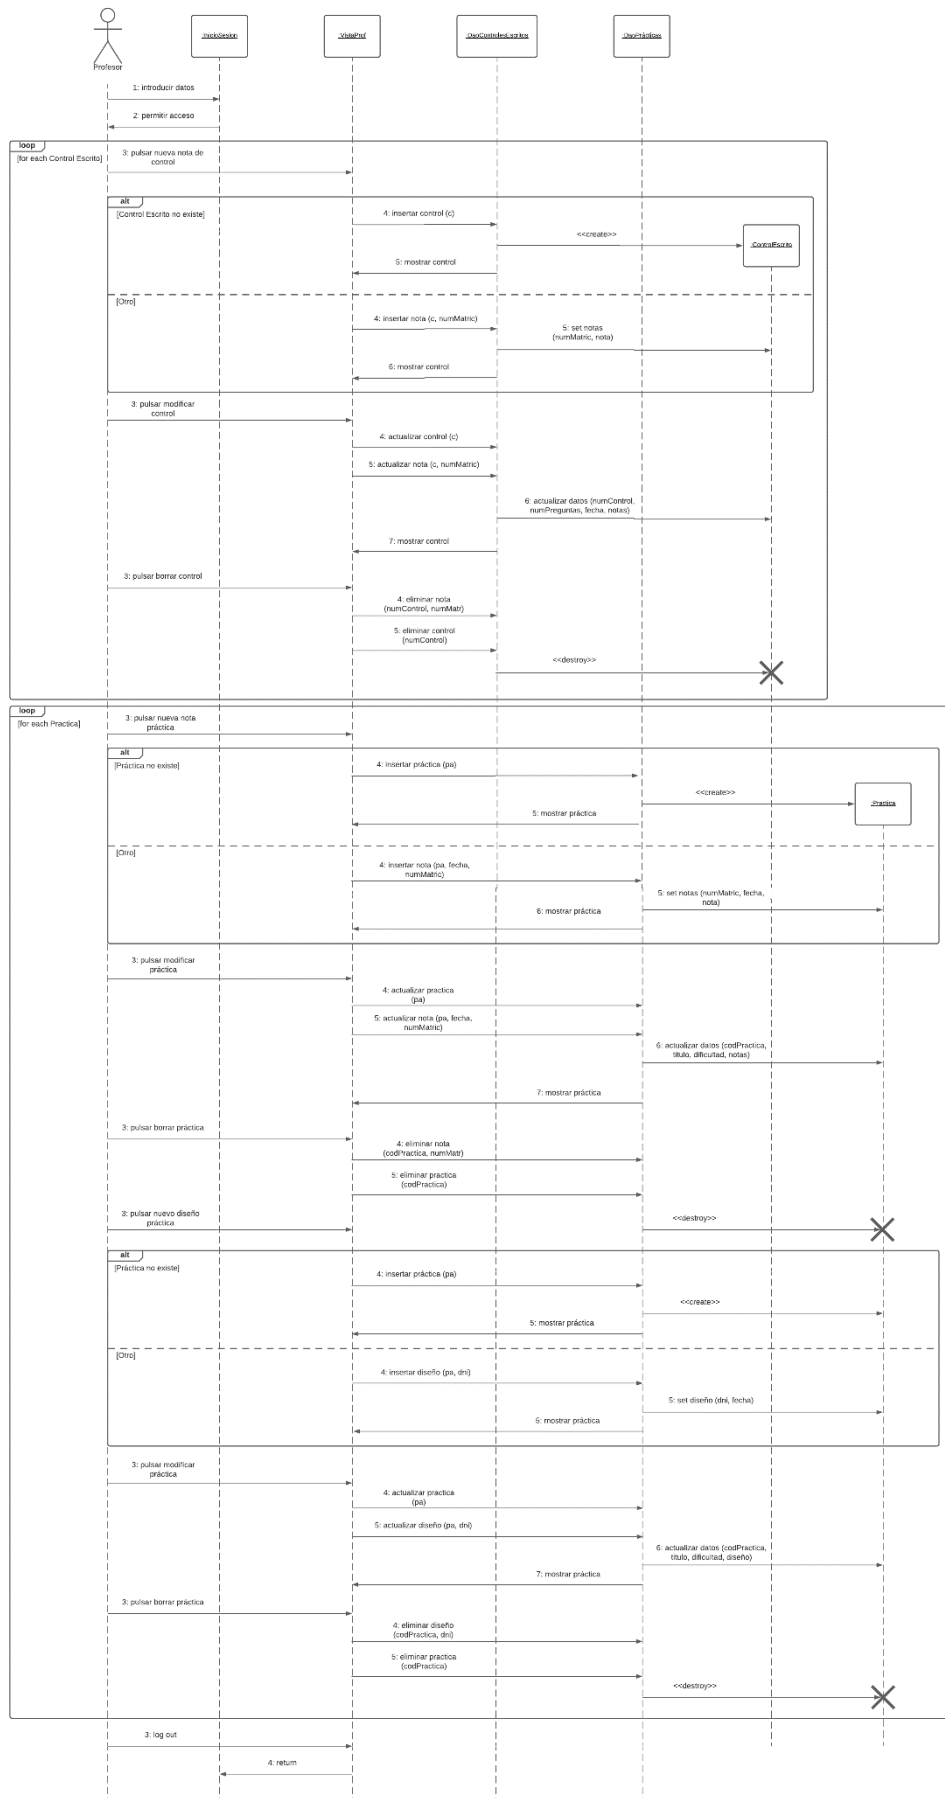 :InicioSesion
:VistaProf
:DaoControlesEscritos
:DaoPrácticas
Profesor
1: introducir datos
2: permitir acceso
loop
[for each Control Escrito]
3: pulsar nueva nota de
control
alt
[Control Escrito no existe]
4: insertar control (c)
<<create>>
:ControlEscrito
5: mostrar control
[Otro]
4: insertar nota (c, numMatric)
5: set notas
(numMatric, nota)
6: mostrar control
3: pulsar modificar
control
4: actualizar control (c)
5: actualizar nota (c, numMatric)
6: actualizar datos (numControl,
numPreguntas, fecha, notas)
7: mostrar control
3: pulsar borrar control
4: eliminar nota
(numControl, numMatr)
5: eliminar control
(numControl)
<<destroy>>
loop
[for each Practica]
3: pulsar nueva nota
práctica
alt
[Práctica no existe]
4: insertar práctica (pa)
<<create>>
:Practica
5: mostrar práctica
[Otro]
4: insertar nota (pa, fecha,
numMatric)
5: set notas (numMatric, fecha,
nota)
6: mostrar práctica
3: pulsar modificar
práctica
4: actualizar practica
(pa)
5: actualizar nota (pa, fecha,
numMatric)
6: actualizar datos (codPractica,
titulo, dificultad, notas)
7: mostrar práctica
3: pulsar borrar práctica
4: eliminar nota
(codPractica, numMatr)
5: eliminar practica
(codPractica)
3: pulsar nuevo diseño
práctica
<<destroy>>
alt
[Práctica no existe]
4: insertar práctica (pa)
<<create>>
5: mostrar práctica
[Otro]
4: insertar diseño (pa, dni)
5: set diseño (dni, fecha)
6: mostrar práctica
3: pulsar modificar
práctica
4: actualizar practica
(pa)
5: actualizar diseño (pa, dni)
6: actualizar datos (codPractica,
titulo, dificultad, diseño)
7: mostrar práctica
3: pulsar borrar práctica
4: eliminar diseño
(codPractica, dni)
5: eliminar practica
(codPractica)
<<destroy>>
3: log out
4: return